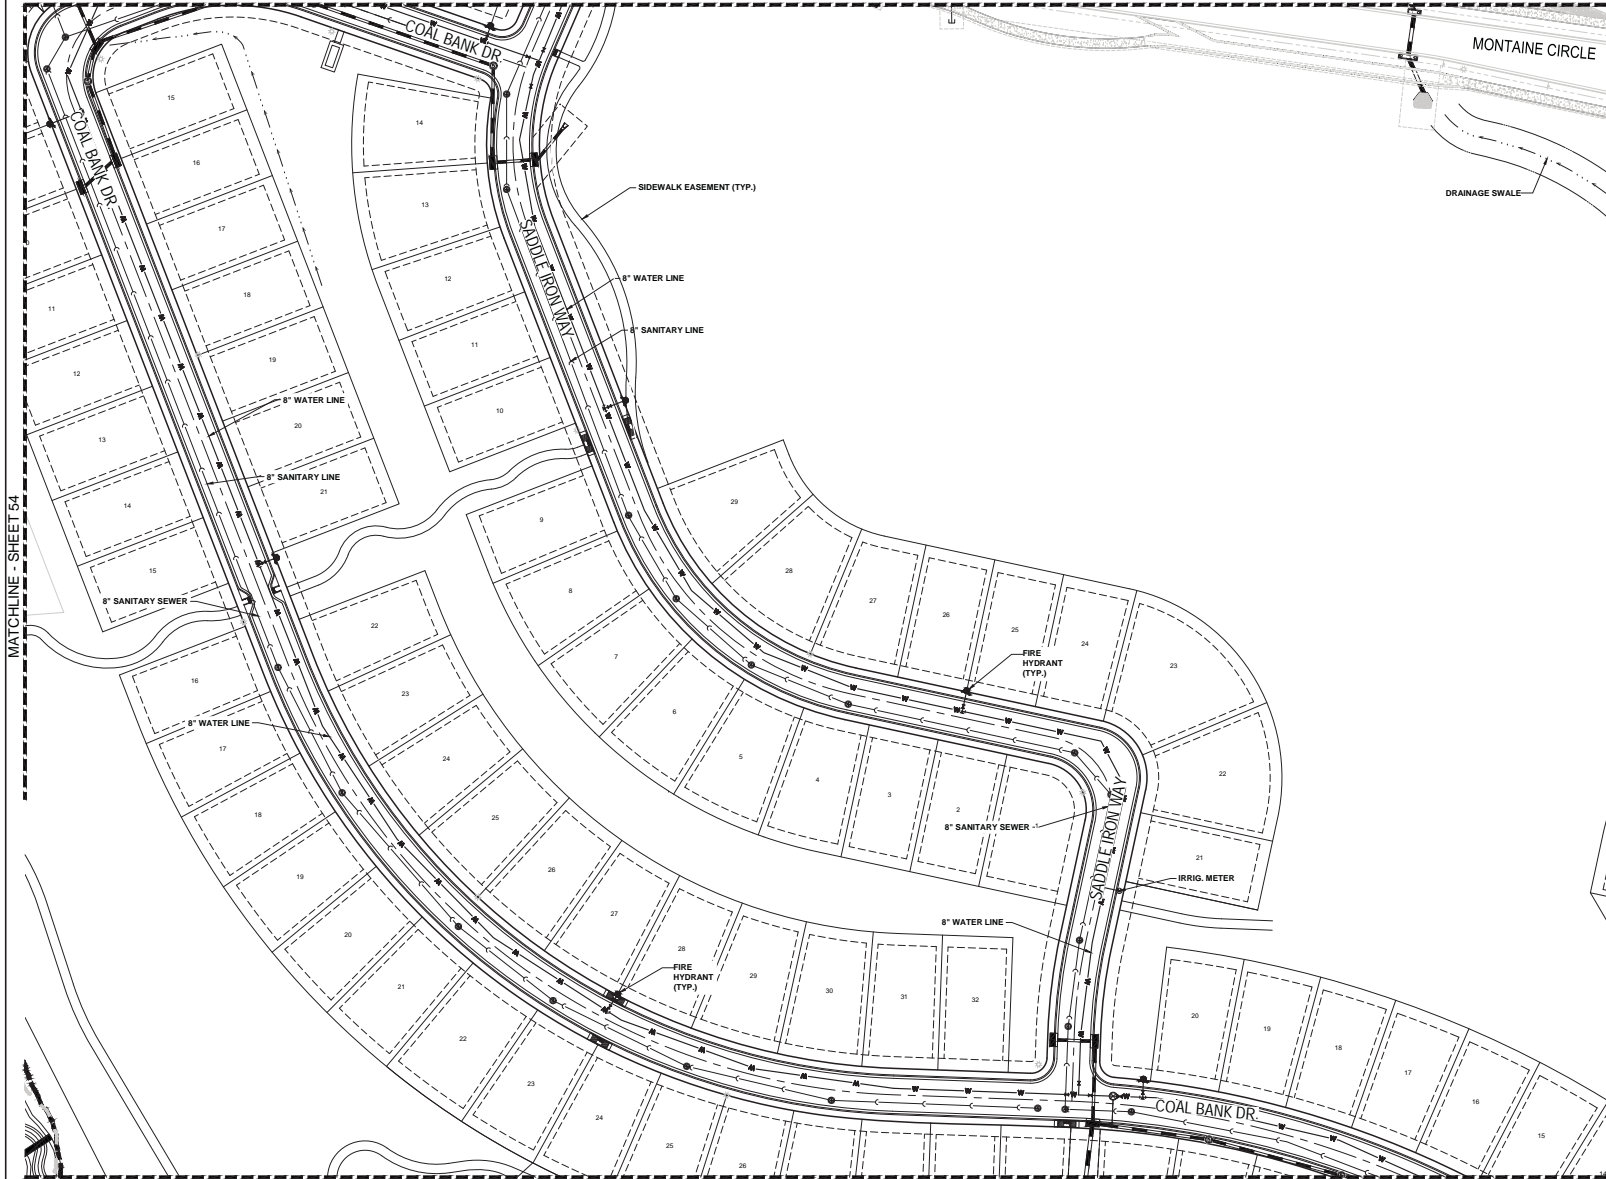 COAL BANK DR.
MONTAINE CIRCLE
15
14
COAL BANK DR.
16
SIDEWALK EASEMENT (TYP.)
DRAINAGE SWALE
13
17
SADDLE IRON WAY
12
8" WATER LINE
18
11
8" SANITARY LINE
11
19
12
8" WATER LINE
10
20
13
8" SANITARY LINE
21
29
14
9
MATCHLINE - SHEET 54
15
28
8
8" SANITARY SEWER
27
26
22
25
24
7
FIRE
HYDRANT
(TYP.)
23
16
23
6
8" WATER LINE
17
24
5
4
22
3
2
18
25
8" SANITARY SEWER
1
SADDLE IRON WAY
21
26
19
IRRIG. METER
27
8" WATER LINE
20
28
FIRE
HYDRANT
(TYP.)
29
21
30
31
32
20
19
22
18
17
23
16
COAL BANK DR.
24
15
25
26
14